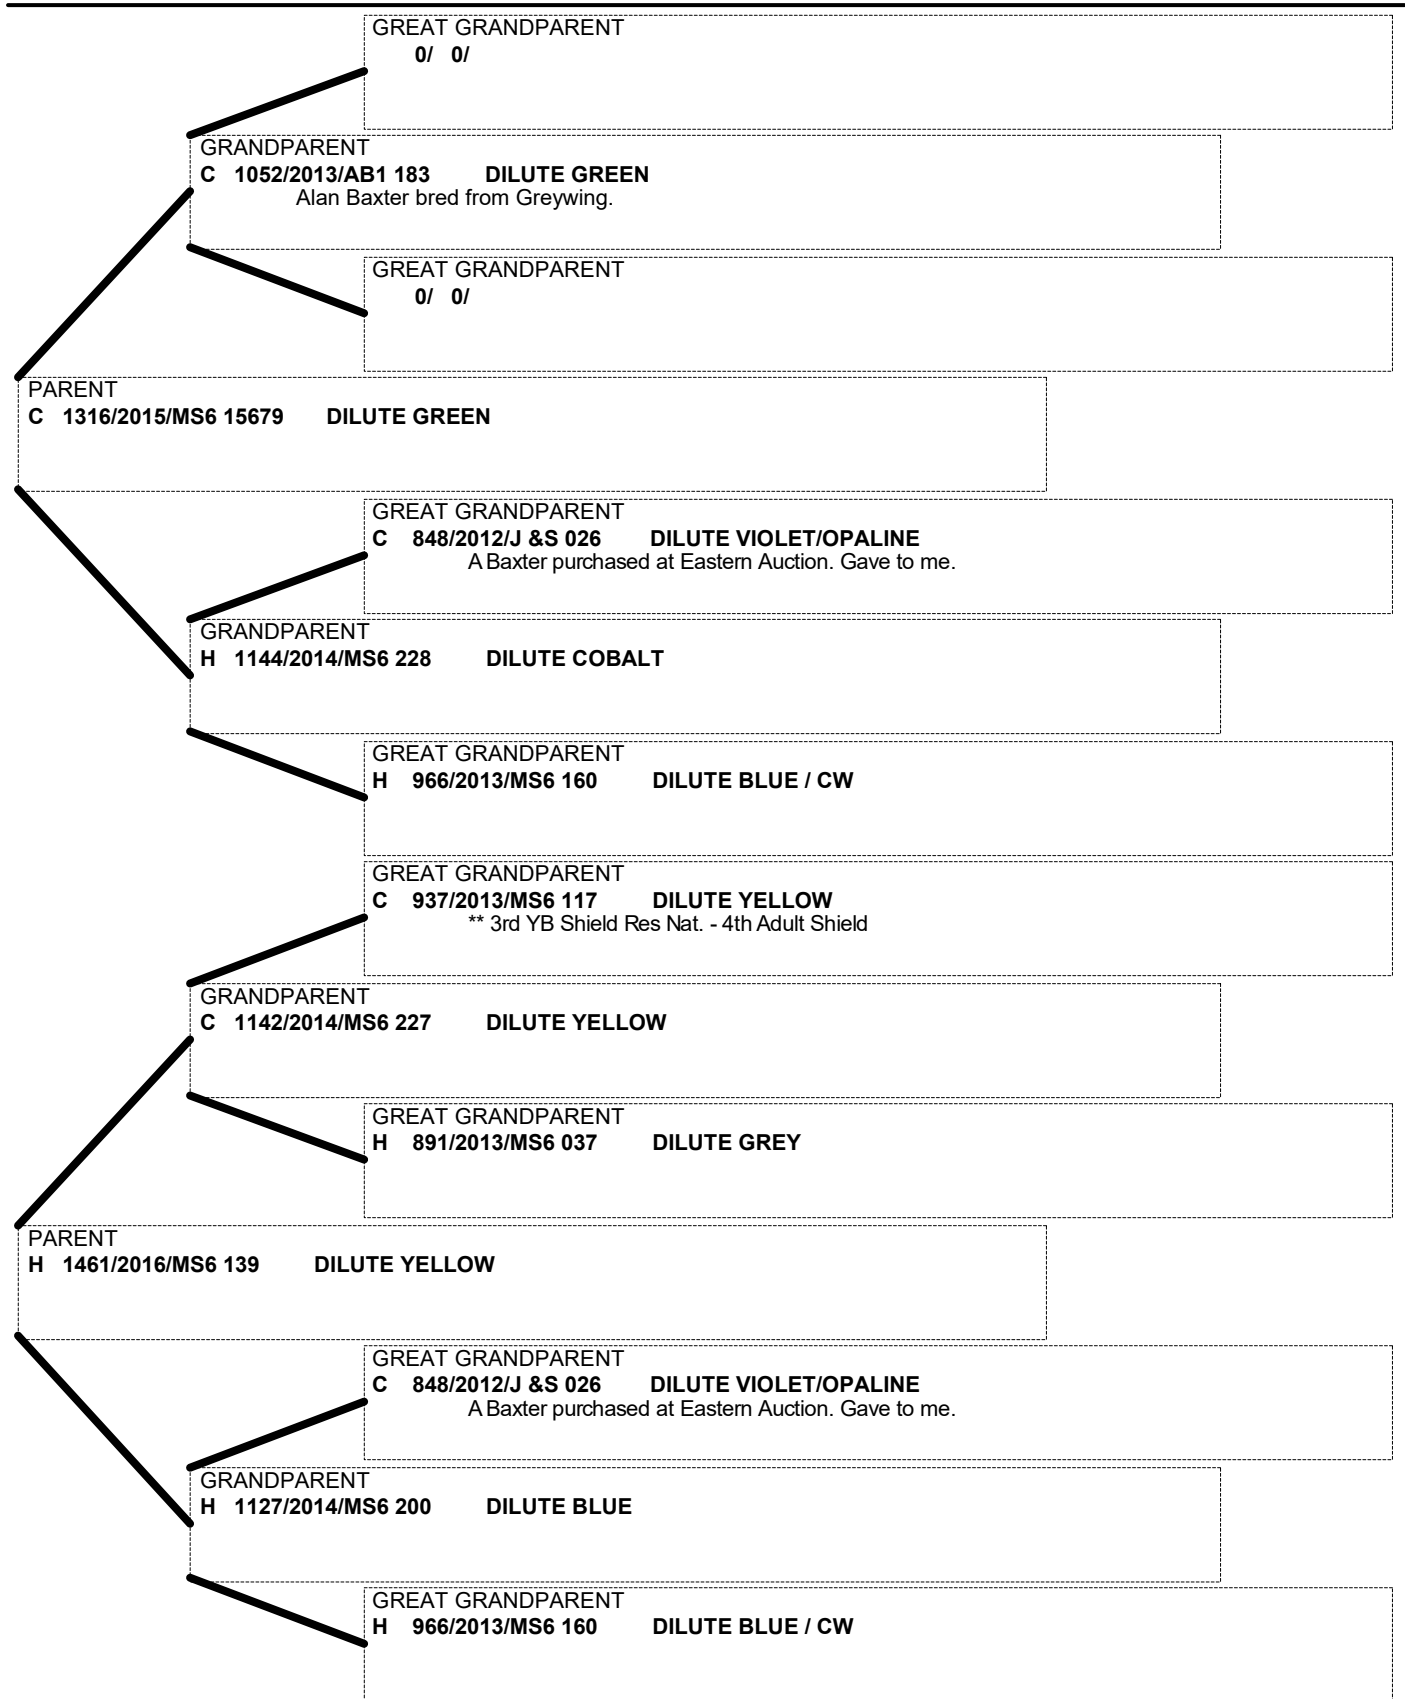 GREAT GRANDPARENT
0/ 0/
GRANDPARENT
C 1052/2013/AB1 183 DILUTE GREEN
Alan Baxter bred from Greywing.
GREAT GRANDPARENT
0/ 0/
PARENT
C 1316/2015/MS6 15679 DILUTE GREEN
GREAT GRANDPARENT
C 848/2012/J &S 026 DILUTE VIOLET/OPALINE
A Baxter purchased at Eastern Auction. Gave to me.
GRANDPARENT
H 1144/2014/MS6 228 DILUTE COBALT
GREAT GRANDPARENT
H 966/2013/MS6 160 DILUTE BLUE / CW
GREAT GRANDPARENT
C 937/2013/MS6 117 DILUTE YELLOW
** 3rd YB Shield Res Nat. - 4th Adult Shield
GRANDPARENT
C 1142/2014/MS6 227 DILUTE YELLOW
GREAT GRANDPARENT
H 891/2013/MS6 037 DILUTE GREY
PARENT
H 1461/2016/MS6 139 DILUTE YELLOW
GREAT GRANDPARENT
C 848/2012/J &S 026 DILUTE VIOLET/OPALINE
A Baxter purchased at Eastern Auction. Gave to me.
GRANDPARENT
H 1127/2014/MS6 200 DILUTE BLUE
GREAT GRANDPARENT
H 966/2013/MS6 160 DILUTE BLUE / CW